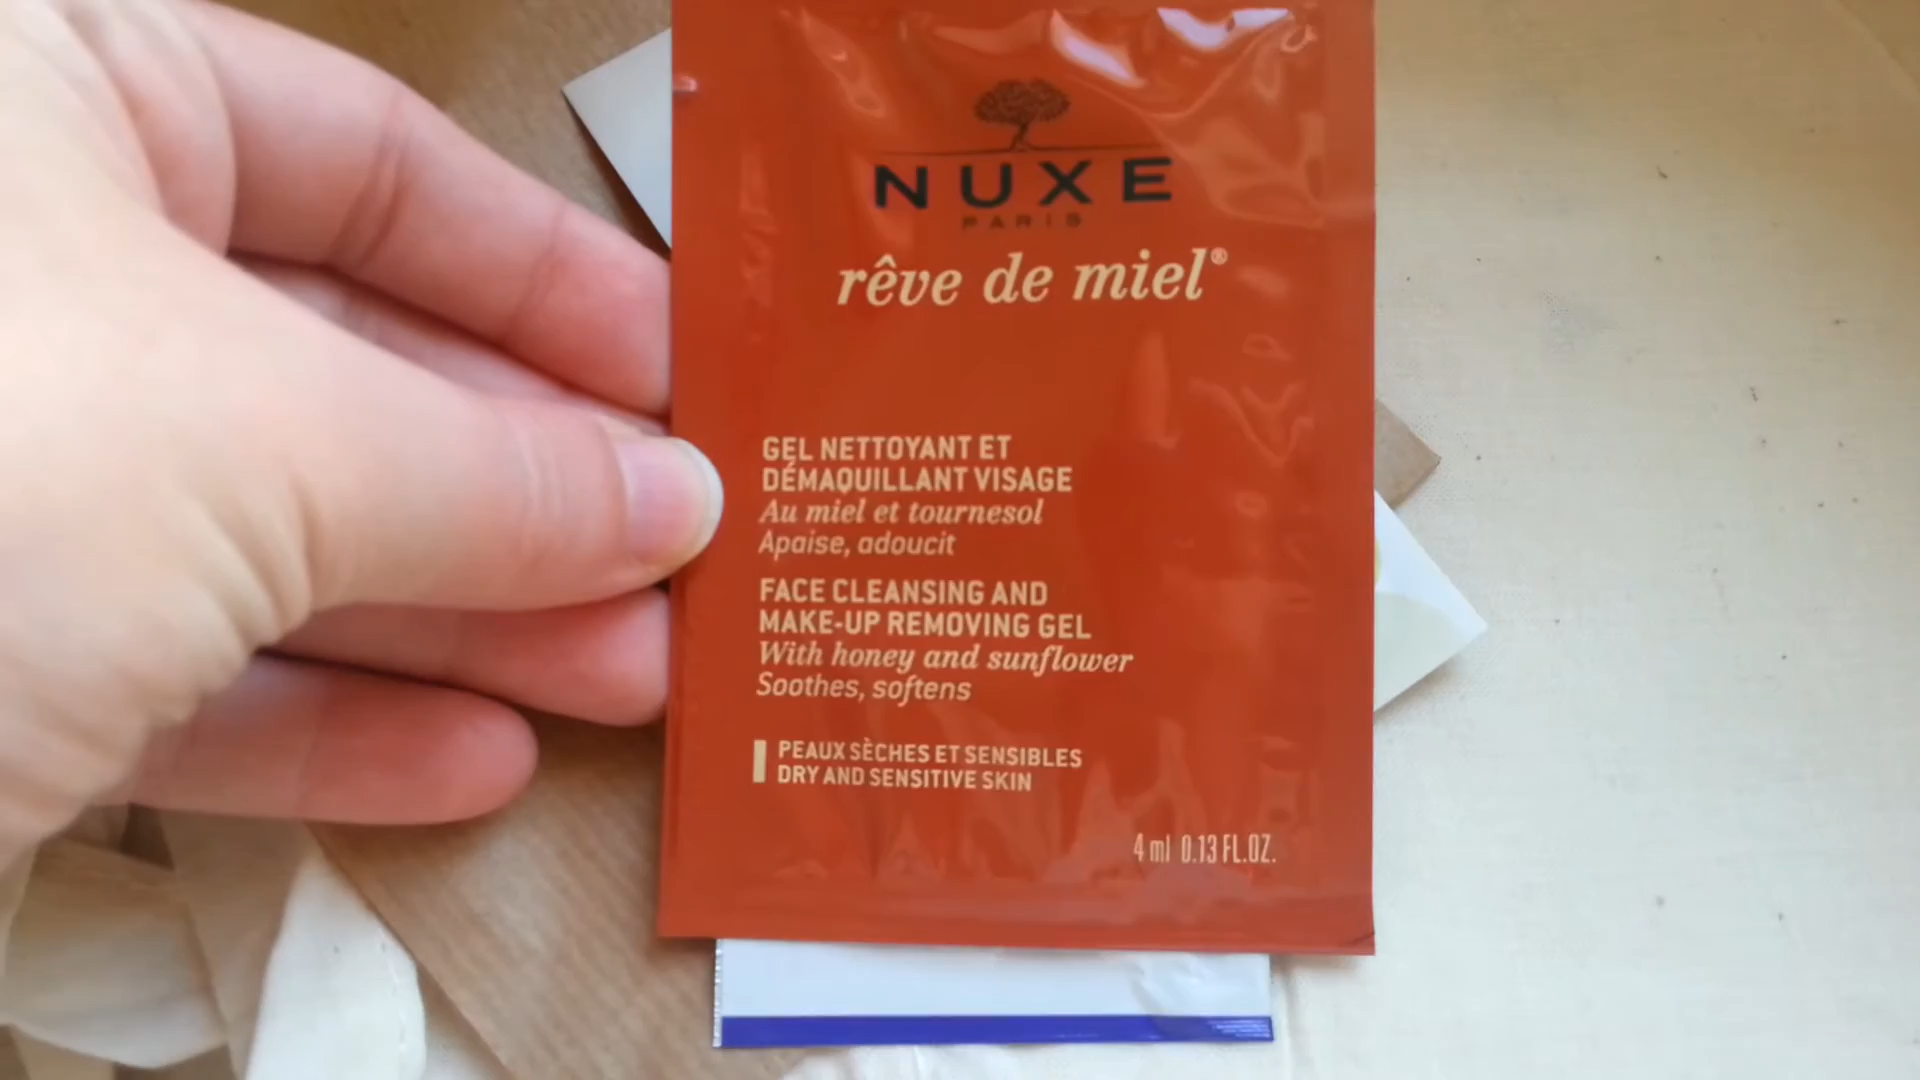 NUXE
PARIS
rêve de miel®
GEL NETTOYANT ET
DÉMAQUILLANT VISAGE
Au miel et tournesol
Apaise, adoucit
FACE CLEANSING AND
MAKE-UP REMOVING GEL
With honey and sunflower
Soothes, softens
PEAUX SÈCHES ET SENSIBLES
DRY AND SENSITIVE SKIN
4 ml 0.13 FL.OZ.